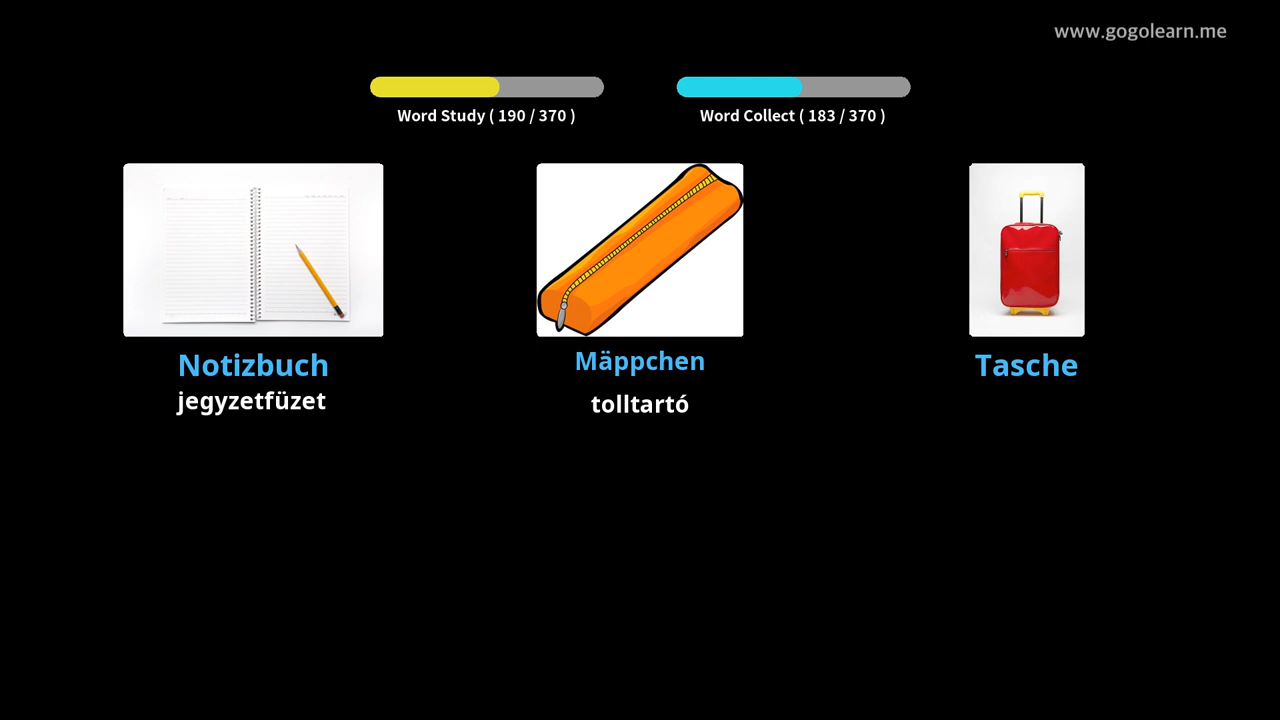 www.gogolearn.me
Word Study ( 190 / 370 )
Word Collect ( 183 / 370 )
Notizbuch
jegyzetfüzet
Mäppchen
tolltartó
Tasche